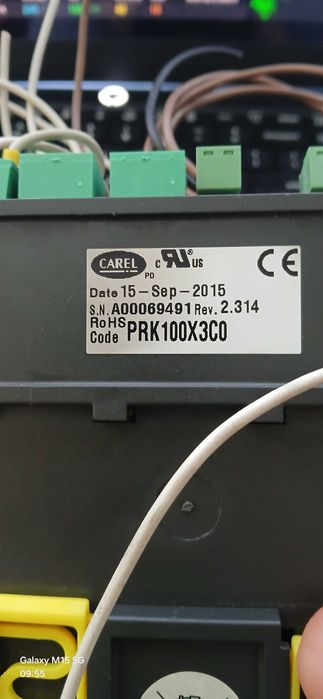 CAREL
c RU® US
PD
CE
Date 15-Sep-2015
S.N. A00069491 Rev. 2.314
RoHS
Code PRK100X3C0
Galaxy M15 5G
09:55